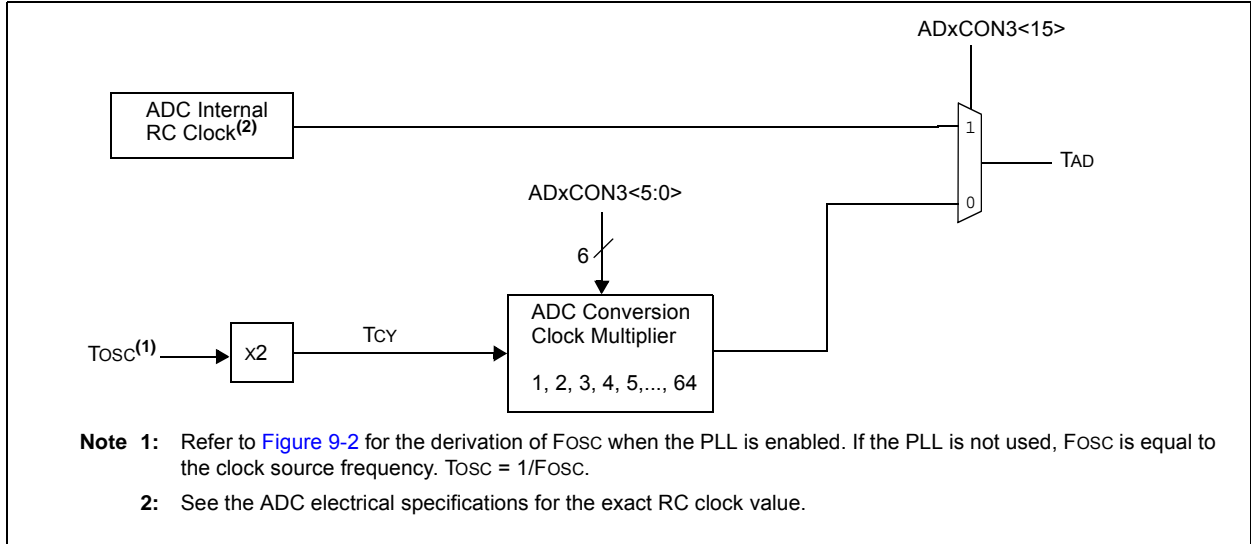 ADxCON3<15>
ADC Internal
RC Clock(2)
1
TAD
ADxCON3<5:0>
0
6
ADC Conversion
Clock Multiplier
TOSC(1)
X2
TCY
1, 2, 3, 4, 5,..., 64
Note 1: Refer to Figure 9-2 for the derivation of FOSC when the PLL is enabled. If the PLL is not used, FOSC is equal to
the clock source frequency. TOSC = 1/FOSC.
2: See the ADC electrical specifications for the exact RC clock value.